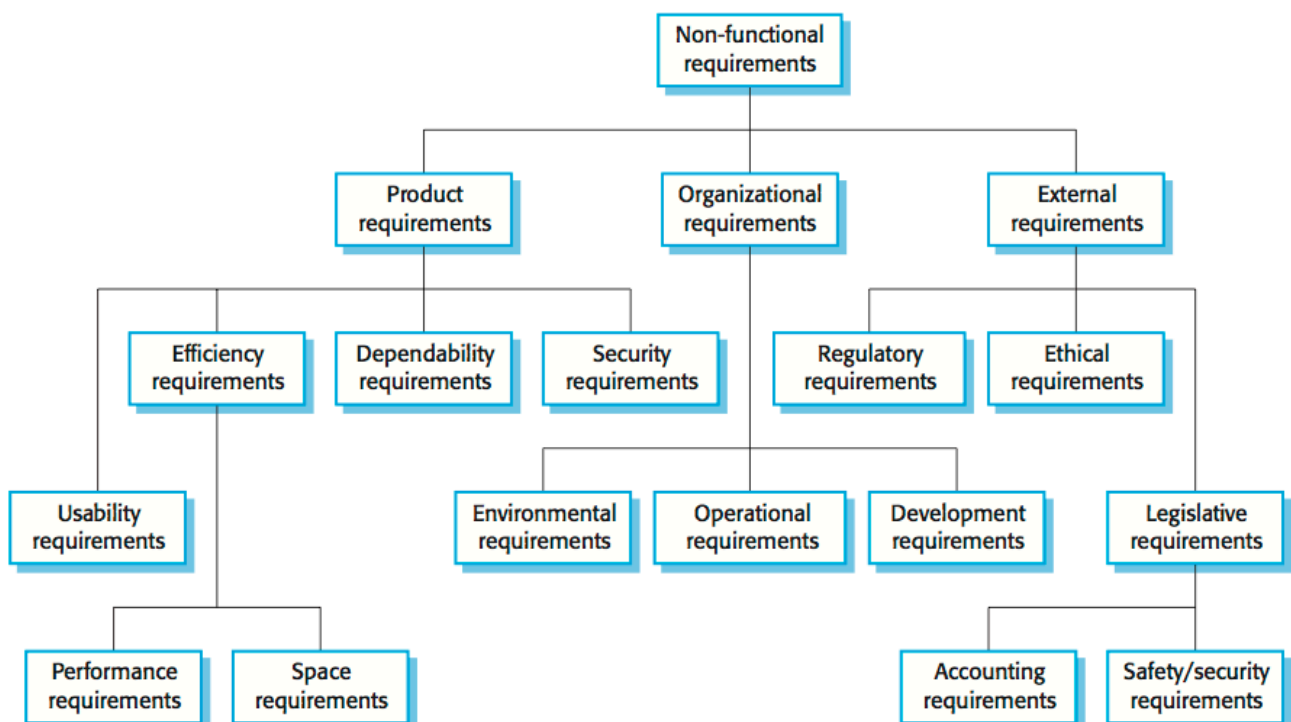 Non-functional
requirements
Product
requirements
Organizational
requirements
External
requirements
Efficiency
requirements
Dependability
requirements
Security
requirements
Regulatory
requirements
Ethical
requirements
Usability
requirements
Environmental
requirements
Operational
requirements
Development
requirements
Legislative
requirements
Performance
requirements
Space
requirements
Accounting
requirements
Safety/security
requirements